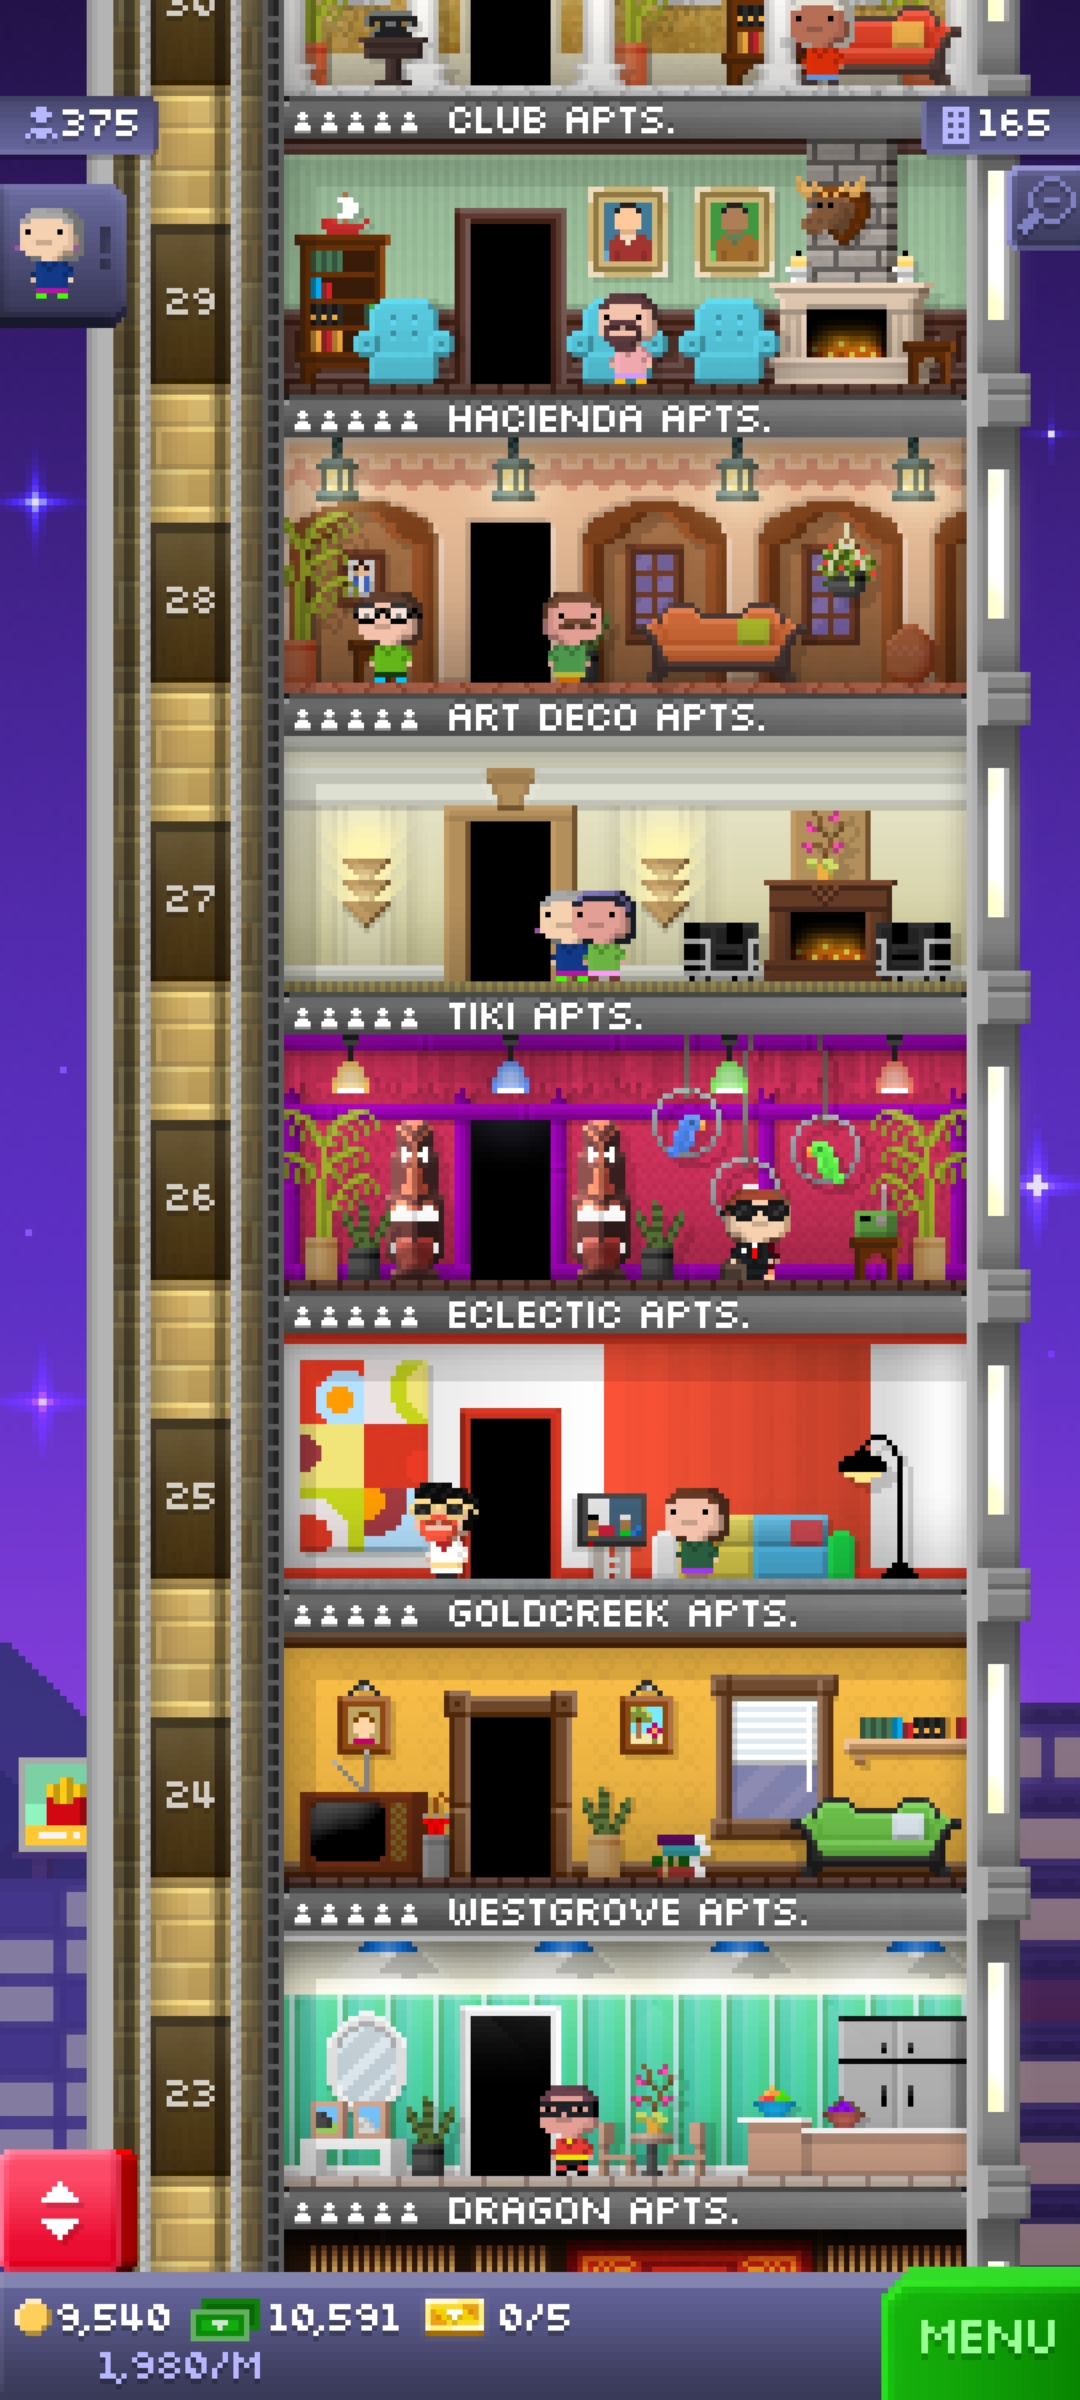 30
375
CLUB APTS.
165
29
HACIENDA APTS.
28
ART DECO APTS.
27
TIKI APTS.
26
ECLECTIC APTS.
25
GOLDCREEK APTS.
24
WESTGROVE APTS.
23
DRAGON APTS.
9,540 10,591 0/5
1,980/M
MENU